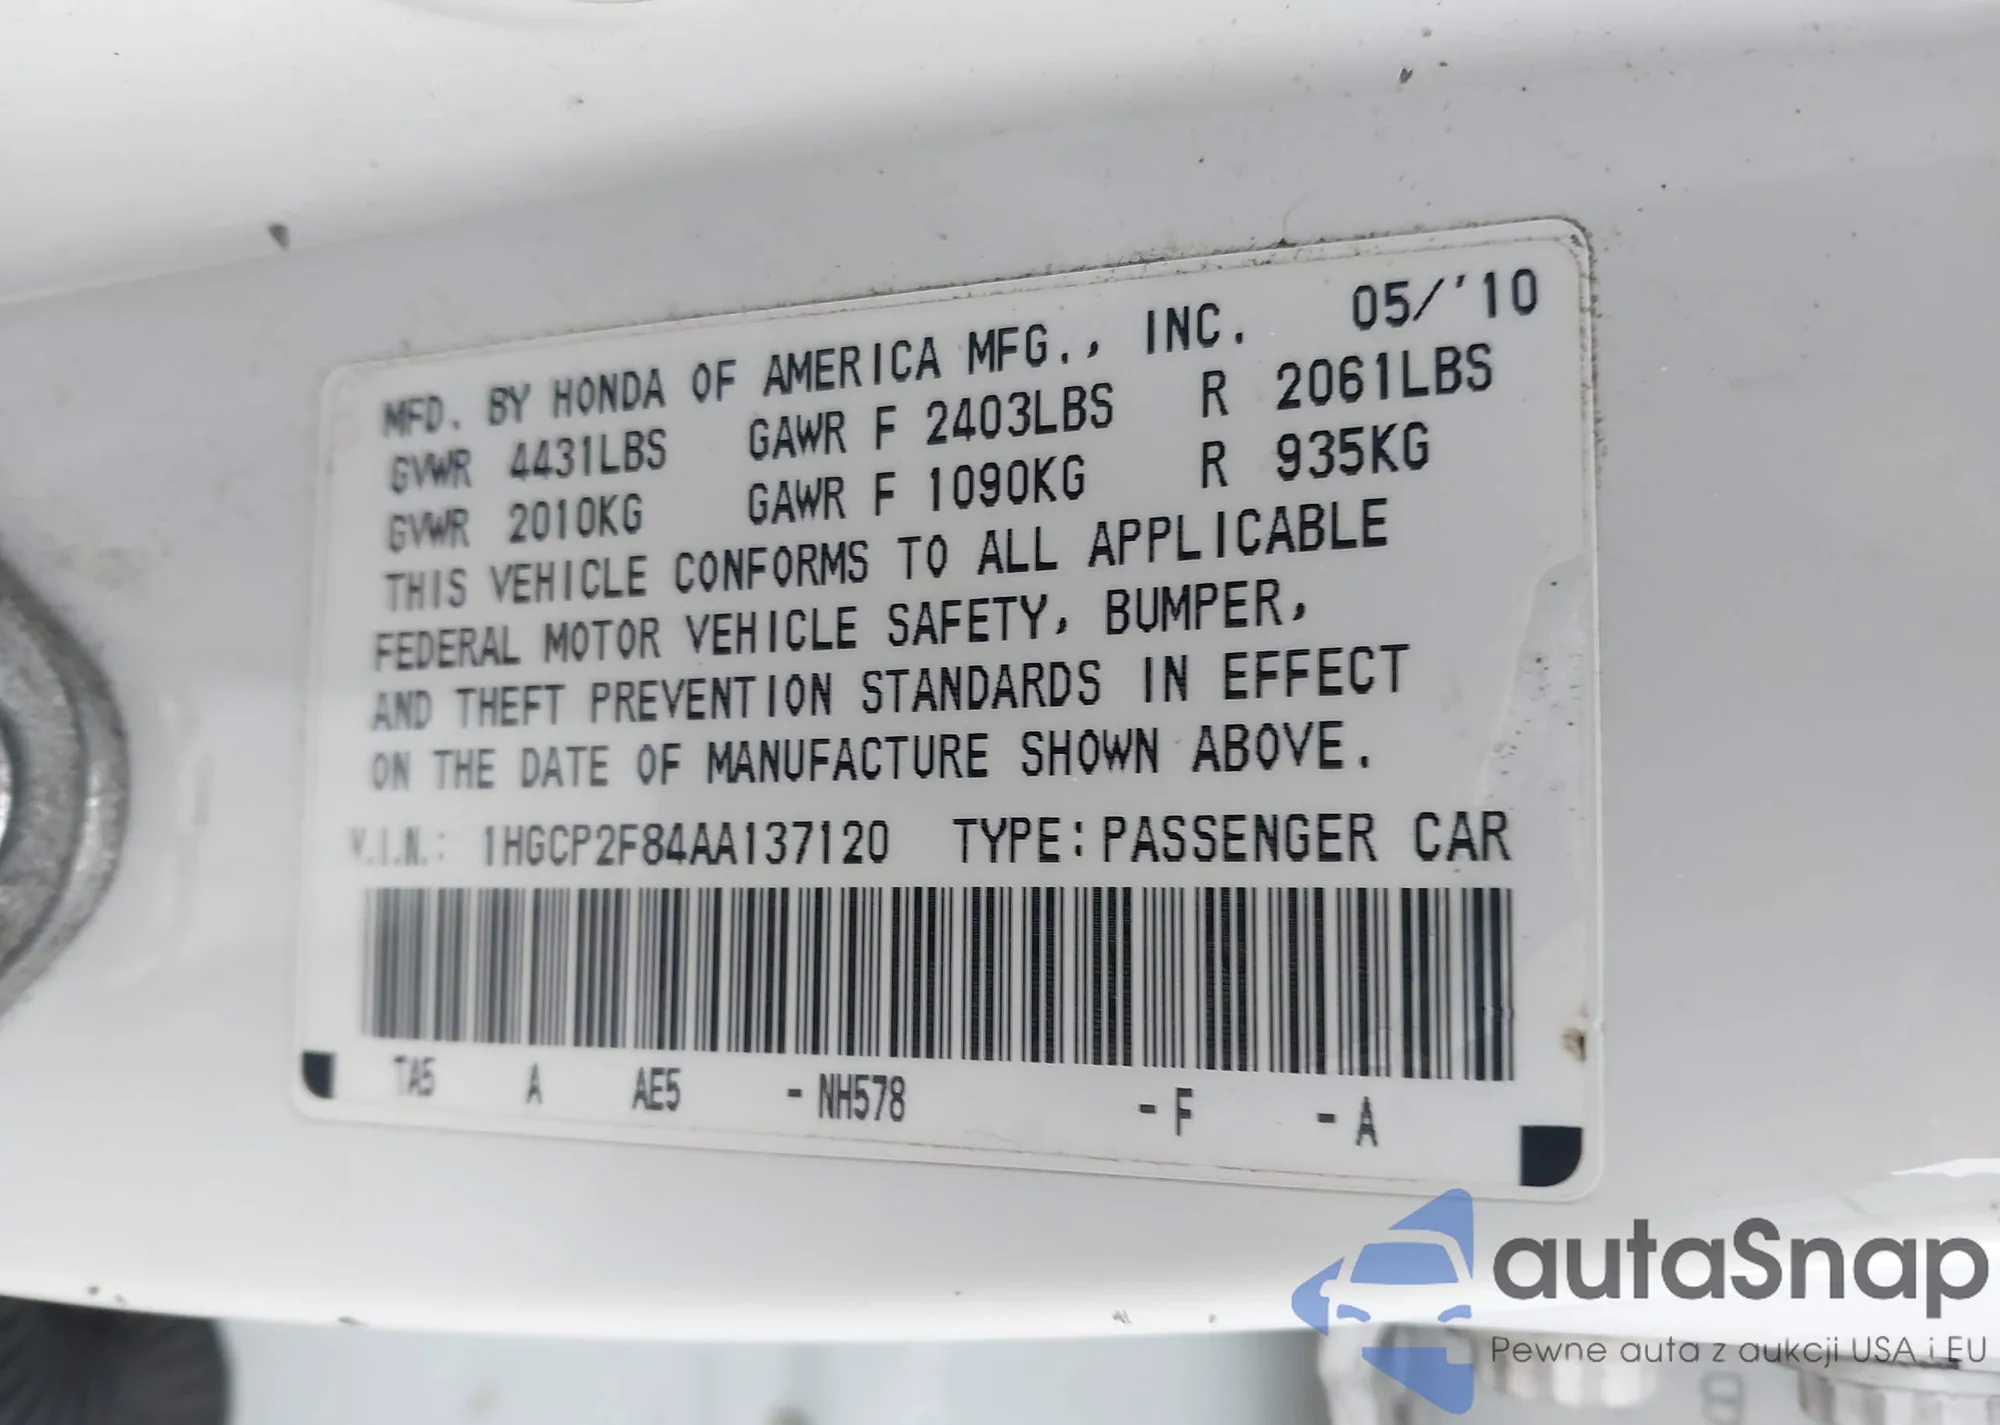 MFD. BY HONDA OF AMERICA MFG., INC. 05/'10
GVWR 4431LBS GAWR F 2403LBS R 2061LBS
GVWR 2010KG GAWR F 1090KG R 935KG
THIS VEHICLE CONFORMS TO ALL APPLICABLE
FEDERAL MOTOR VEHICLE SAFETY, BUMPER,
AND THEFT PREVENTION STANDARDS IN EFFECT
ON THE DATE OF MANUFACTURE SHOWN ABOVE.
V.I.N.: 1HGCP2F84AA137120 TYPE:PASSENGER CAR
TA5 A AE5 -NH578 -F -A
autaSnap
Pewne auta z aukcji USA i EU